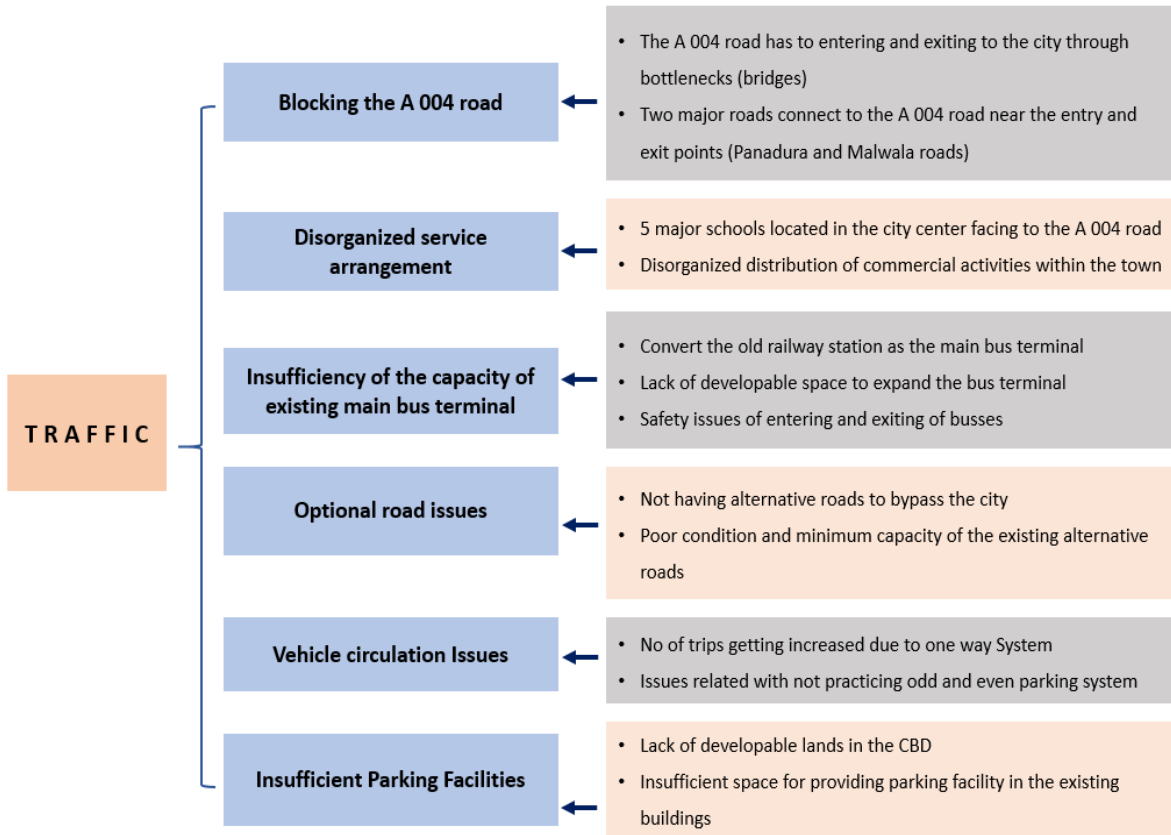 T R A F F I C
Blocking the A 004 road
• The A 004 road has to entering and exiting to the city through
bottlenecks (bridges)
• Two major roads connect to the A 004 road near the entry and
exit points (Panadura and Malwala roads)
Disorganized service
arrangement
• 5 major schools located in the city center facing to the A 004 road
• Disorganized distribution of commercial activities within the town
Insufficiency of the capacity of
existing main bus terminal
• Convert the old railway station as the main bus terminal
• Lack of developable space to expand the bus terminal
• Safety issues of entering and exiting of busses
Optional road issues
• Not having alternative roads to bypass the city
• Poor condition and minimum capacity of the existing alternative
roads
Vehicle circulation Issues
• No of trips getting increased due to one way System
• Issues related with not practicing odd and even parking system
Insufficient Parking Facilities
• Lack of developable lands in the CBD
• Insufficient space for providing parking facility in the existing
buildings